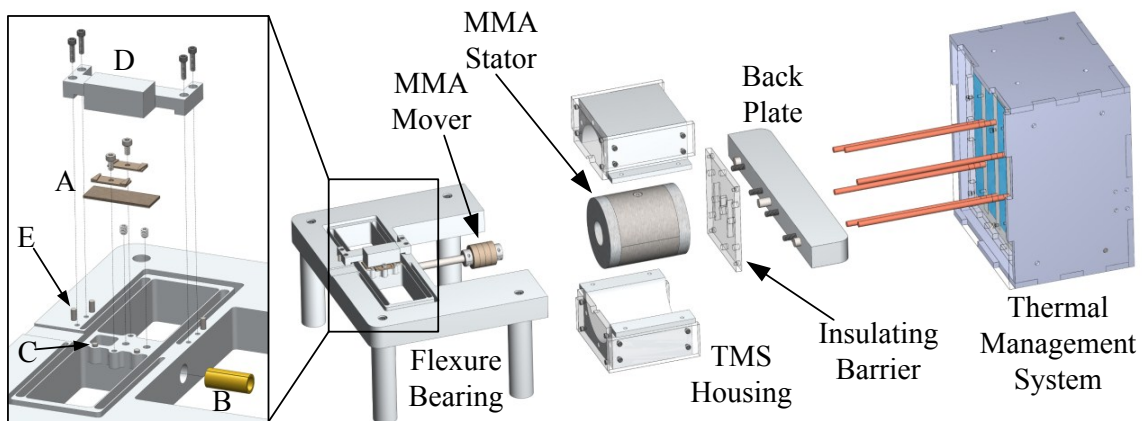 D
A
E
C
B
MMA
Mover
Flexure
Bearing
MMA
Stator
TMS
Housing
Back
Plate
Insulating
Barrier
Thermal
Management
System